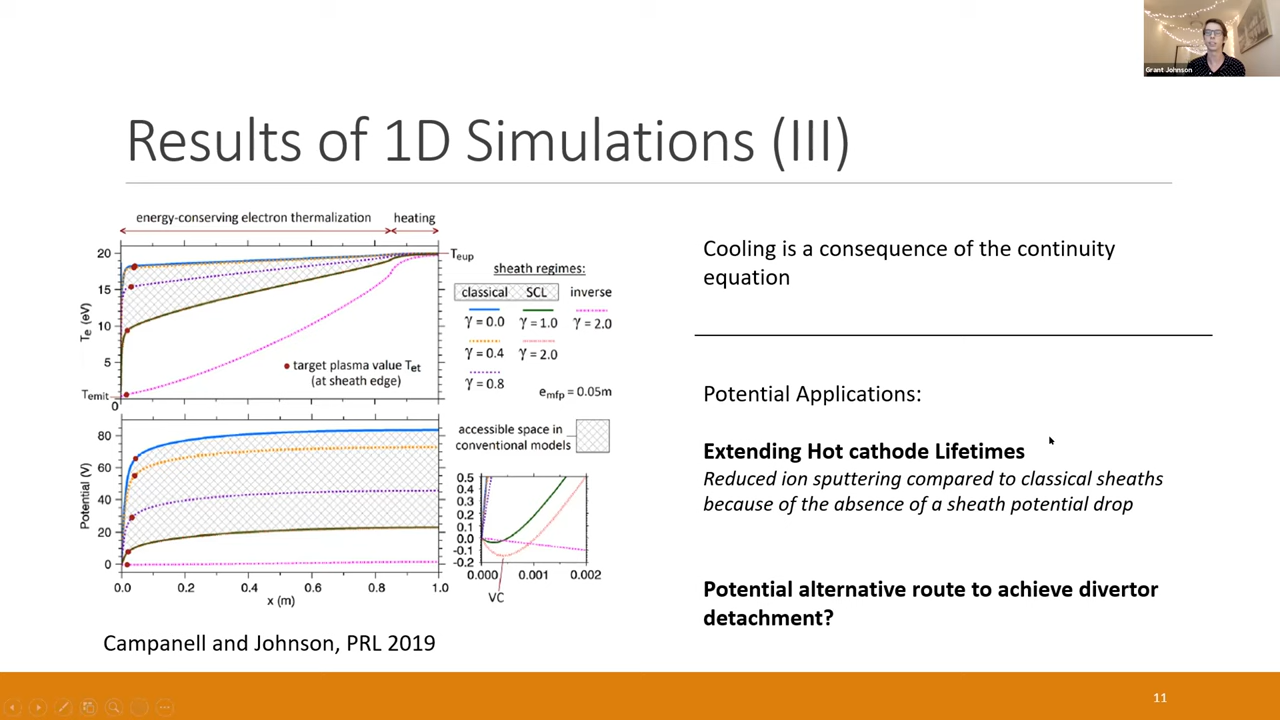 Grant Johnson
Results of 1D Simulations (III)
energy-conserving electron thermalization heating
20
15
10
5
0
Te (eV)
Teup
Temit
target plasma value Tet
(at sheath edge)
sheath regimes:
classical SCL inverse
γ = 0.0 γ = 1.0 γ = 2.0
γ = 0.4 γ = 2.0
γ = 0.8
emfp = 0.05m
80
60
40
20
0
Potential (V)
0.0 0.2 0.4 0.6 0.8 1.0
x (m)
accessible space in
conventional models
0.5
0.4
0.3
0.2
0.1
0.0
-0.1
-0.2
0.000 0.001 0.002
VC
Campanell and Johnson, PRL 2019
Cooling is a consequence of the continuity
equation
Potential Applications:
Extending Hot cathode Lifetimes
Reduced ion sputtering compared to classical sheaths
because of the absence of a sheath potential drop
Potential alternative route to achieve divertor
detachment?
11